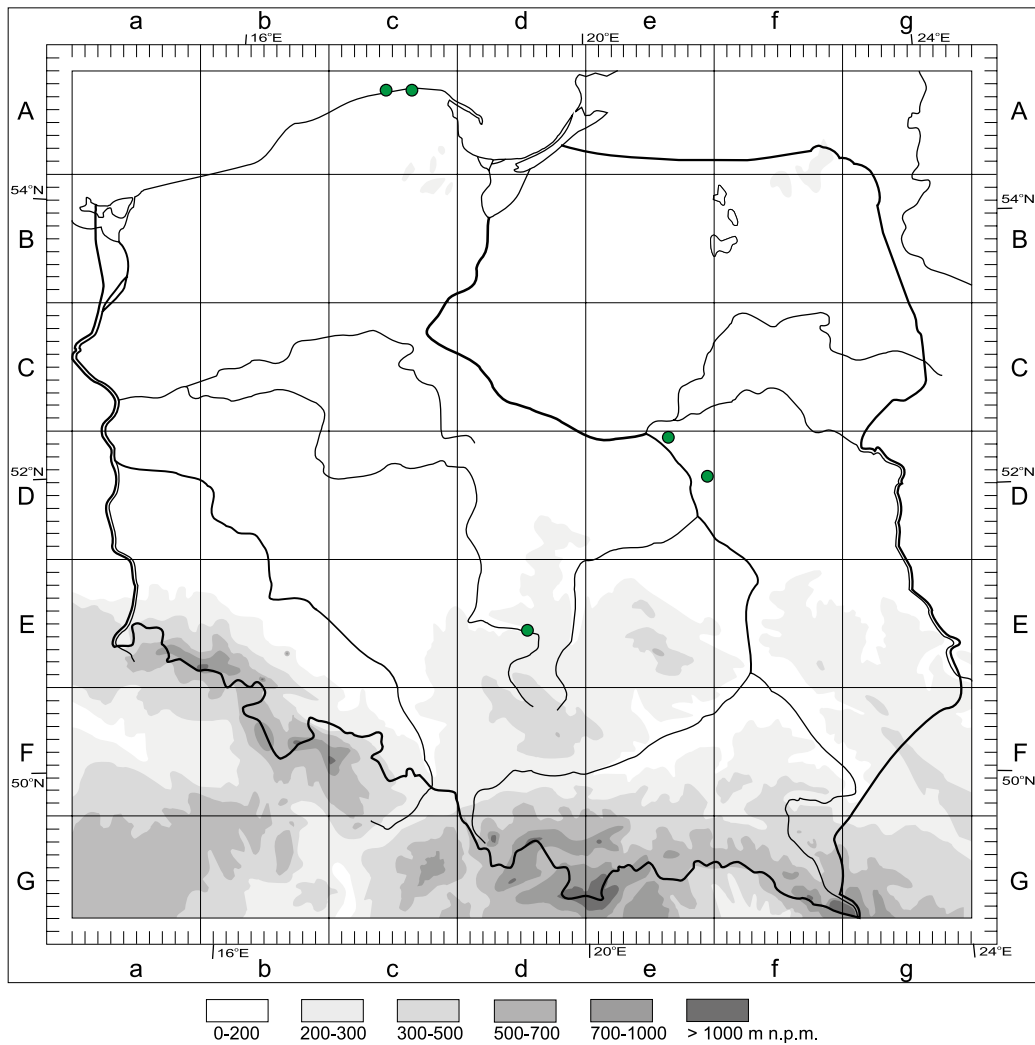 a b c d e f g
16°E 20°E 24°E
A A
54°N 54°N
B B
C C
52°N 52°N
D D
E E
F F
50°N 50°N
G G
16°E 20°E 24°E
a b c d e f g
0-200 200-300 300-500 500-700 700-1000 > 1000 m n.p.m.